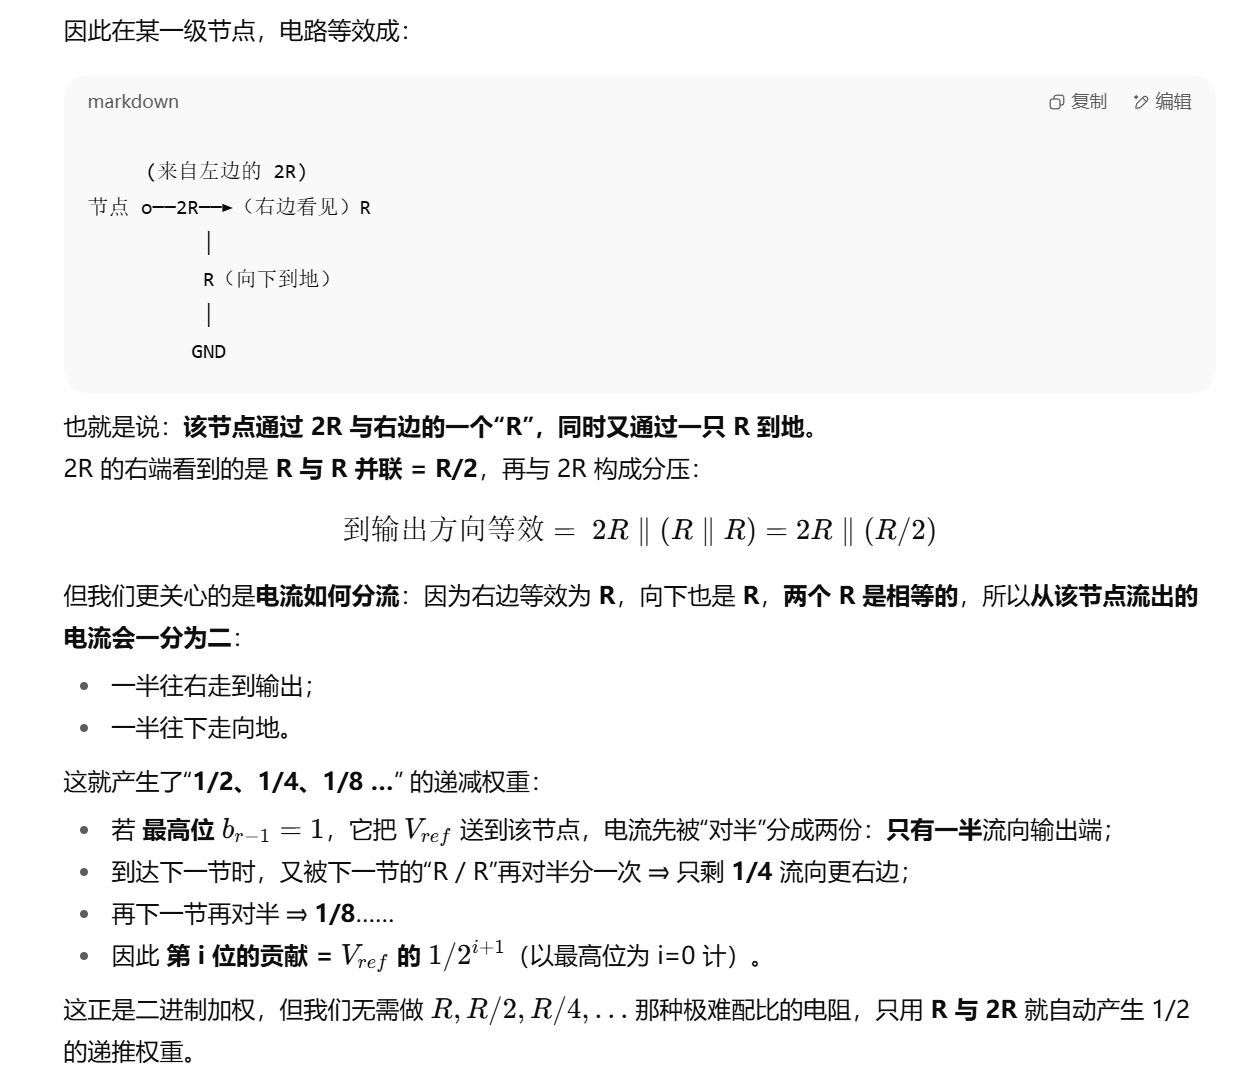 因此在某一级节点，电路等效成：
markdown
复制 编辑
(来自左边的 2R)
节点 o──2R──►（右边看见）R
│
R（向下到地）
│
GND
也就是说：该节点通过 2R 与右边的一个“R”，同时又通过一只 R 到地。
2R 的右端看到的是 R 与 R 并联 = R/2，再与 2R 构成分压：
到输出方向等效 = 2R ∥ (R ∥ R) = 2R ∥ (R/2)
但我们更关心的是电流如何分流：因为右边等效为 R，向下也是 R，两个 R 是相等的，所以从该节点流出的
电流会一分为二：
• 一半往右走到输出；
• 一半往下走向地。
这就产生了“1/2、1/4、1/8 …” 的递减权重：
• 若 最高位 b_{r−1} = 1，它把 V_{ref} 送到该节点，电流先被“对半”分成两份：只有一半流向输出端；
• 到达下一节时，又被下一节的“R / R”再对半分一次 ⇒ 只剩 1/4 流向更右边；
• 再下一节再对半 ⇒ 1/8……
• 因此 第 i 位的贡献 = V_{ref} 的 1/2^{i+1}（以最高位为 i=0 计）。
这正是二进制加权，但我们无需做 R, R/2, R/4, … 那种极难配比的电阻，只用 R 与 2R 就自动产生 1/2
的递推权重。